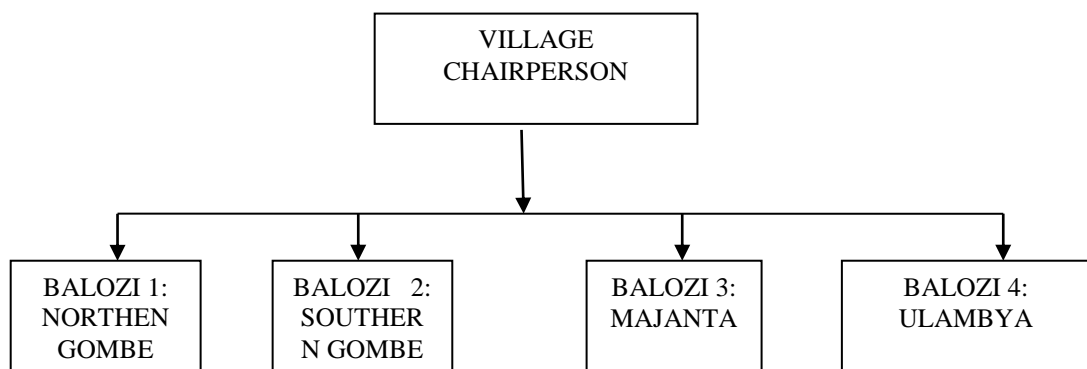 VILLAGE
CHAIRPERSON
BALOZI 1:
NORTHEN
GOMBE
BALOZI 2:
SOUTHER
N GOMBE
BALOZI 3:
MAJANTA
BALOZI 4:
ULAMBYA